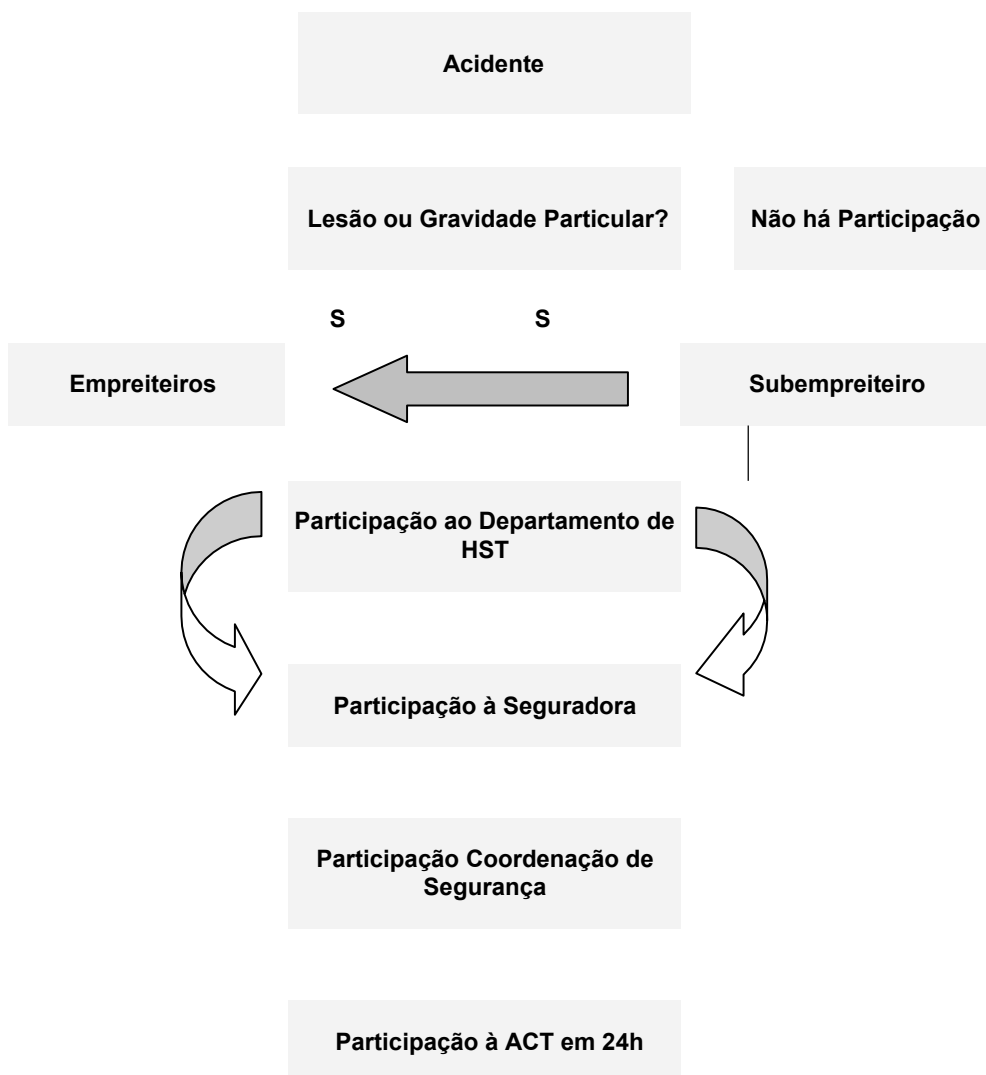 Acidente
Lesão ou Gravidade Particular?
Não há Participação
S
S
Empreiteiros
Subempreiteiro
Participação ao Departamento de
HST
Participação à Seguradora
Participação Coordenação de
Segurança
Participação à ACT em 24h